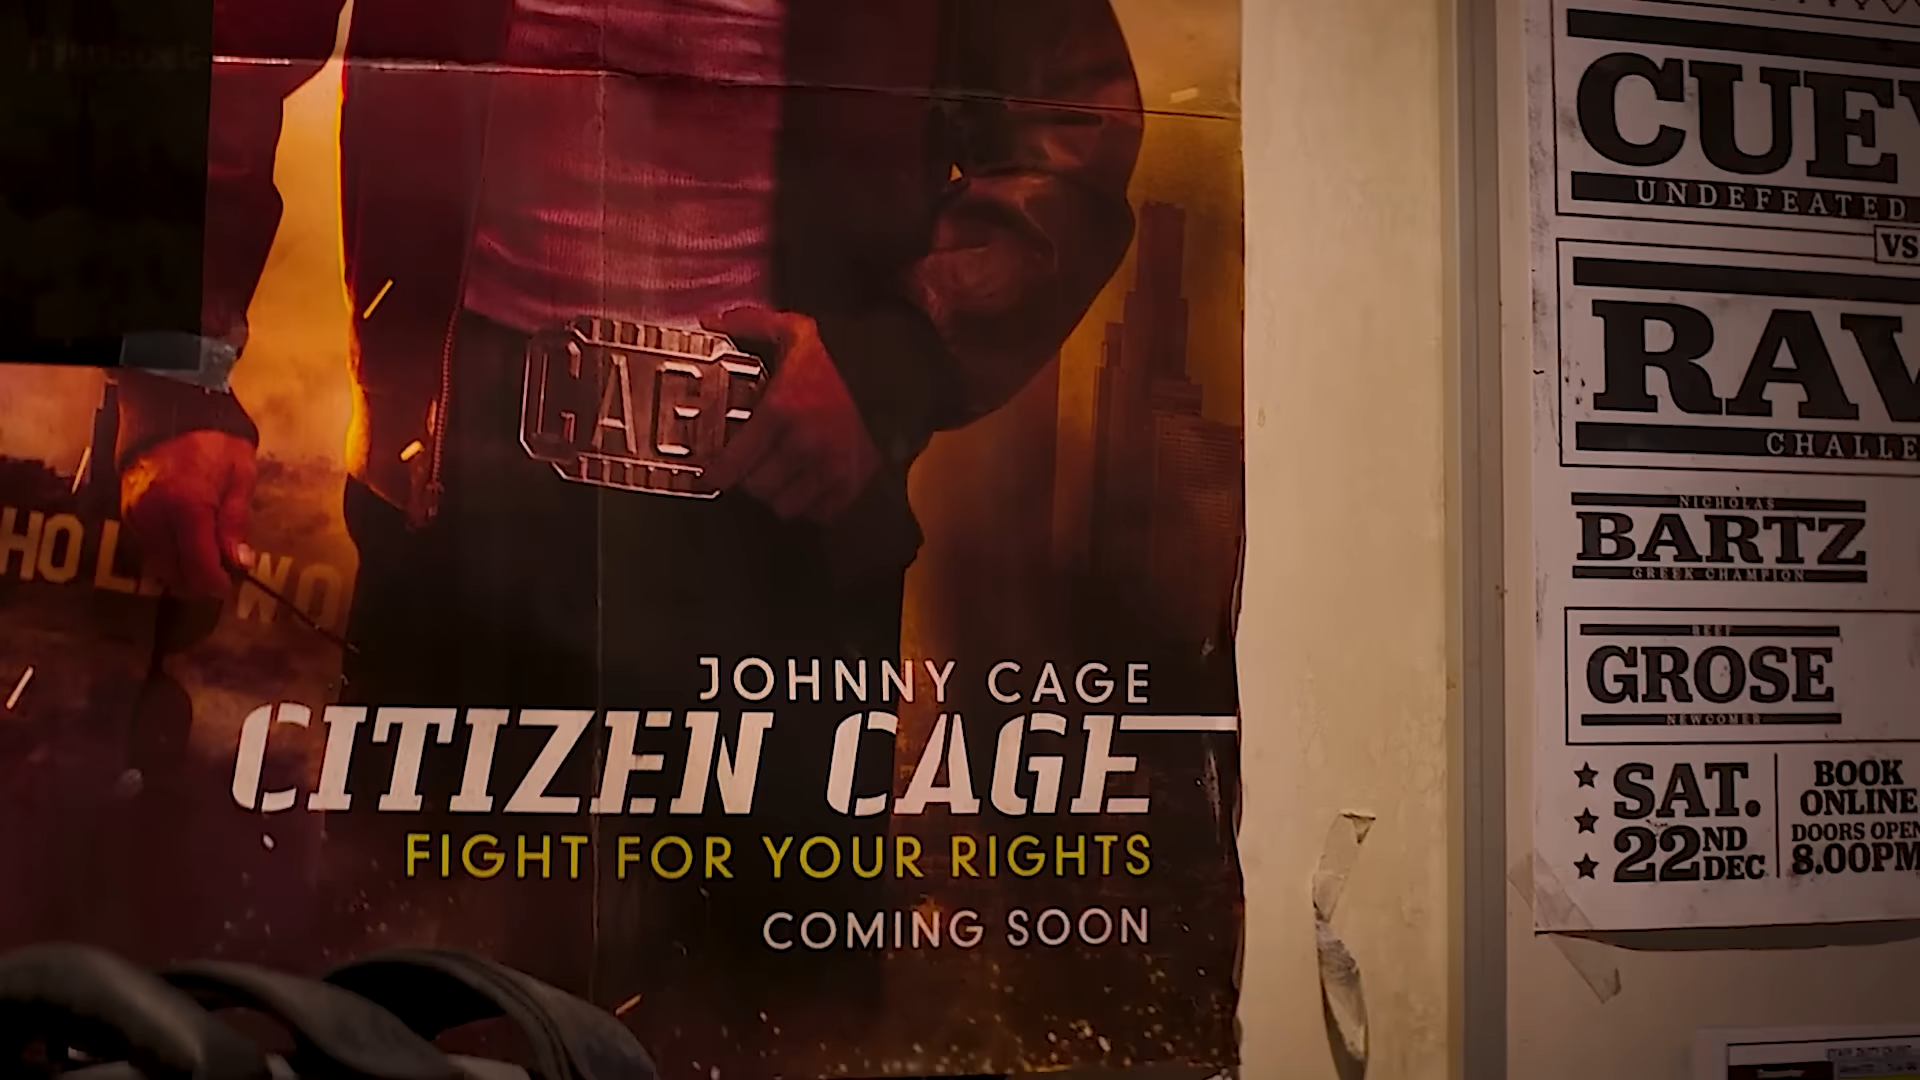 CAGE
HOLLYWO
JOHNNY CAGE
CITIZEN CAGE
FIGHT FOR YOUR RIGHTS
COMING SOON
CUEV
UNDEFEATED
VS
RAV
CHALLE
NICHOLAS
BARTZ
GREEK CHAMPION
GROSE
NEWCOMER
SAT.
22ND
DEC
BOOK
ONLINE
DOORS OPEN
8.00PM